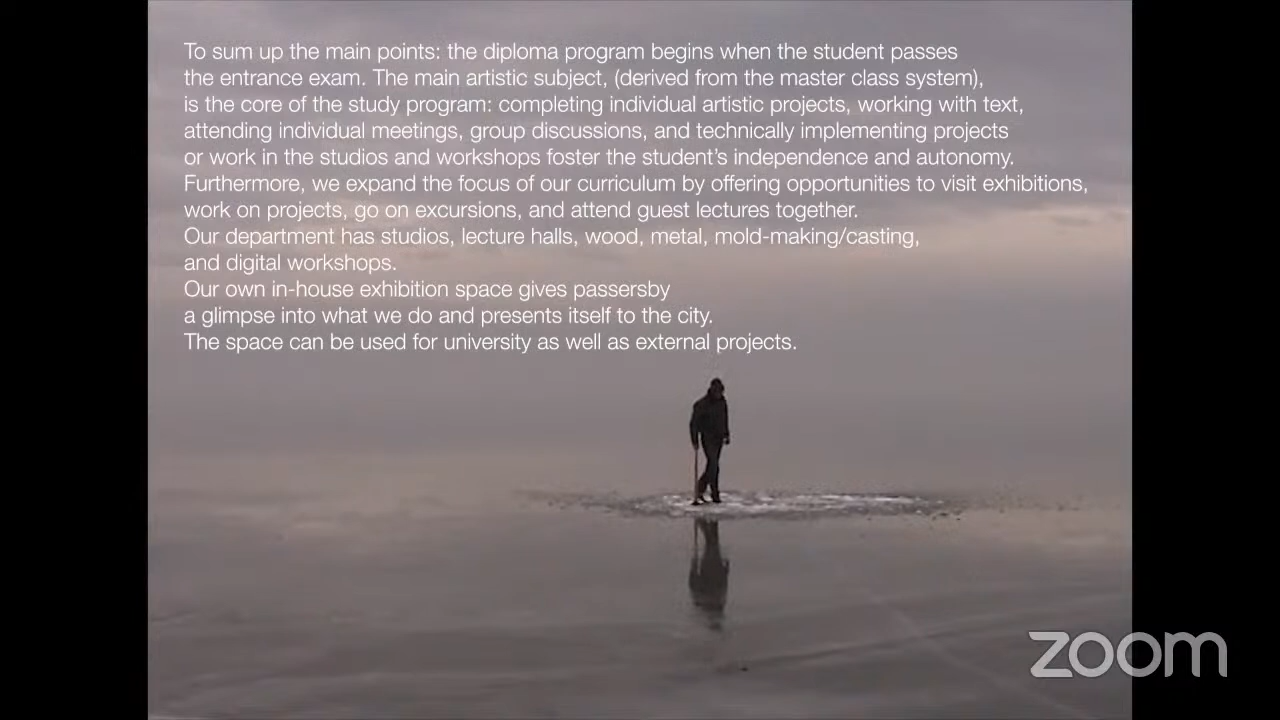 To sum up the main points: the diploma program begins when the student passes
the entrance exam. The main artistic subject, (derived from the master class system),
is the core of the study program: completing individual artistic projects, working with text,
attending individual meetings, group discussions, and technically implementing projects
or work in the studios and workshops foster the student's independence and autonomy.
Furthermore, we expand the focus of our curriculum by offering opportunities to visit exhibitions,
work on projects, go on excursions, and attend guest lectures together.
Our department has studios, lecture halls, wood, metal, mold-making/casting,
and digital workshops.
Our own in-house exhibition space gives passersby
a glimpse into what we do and presents itself to the city.
The space can be used for university as well as external projects.
zoom